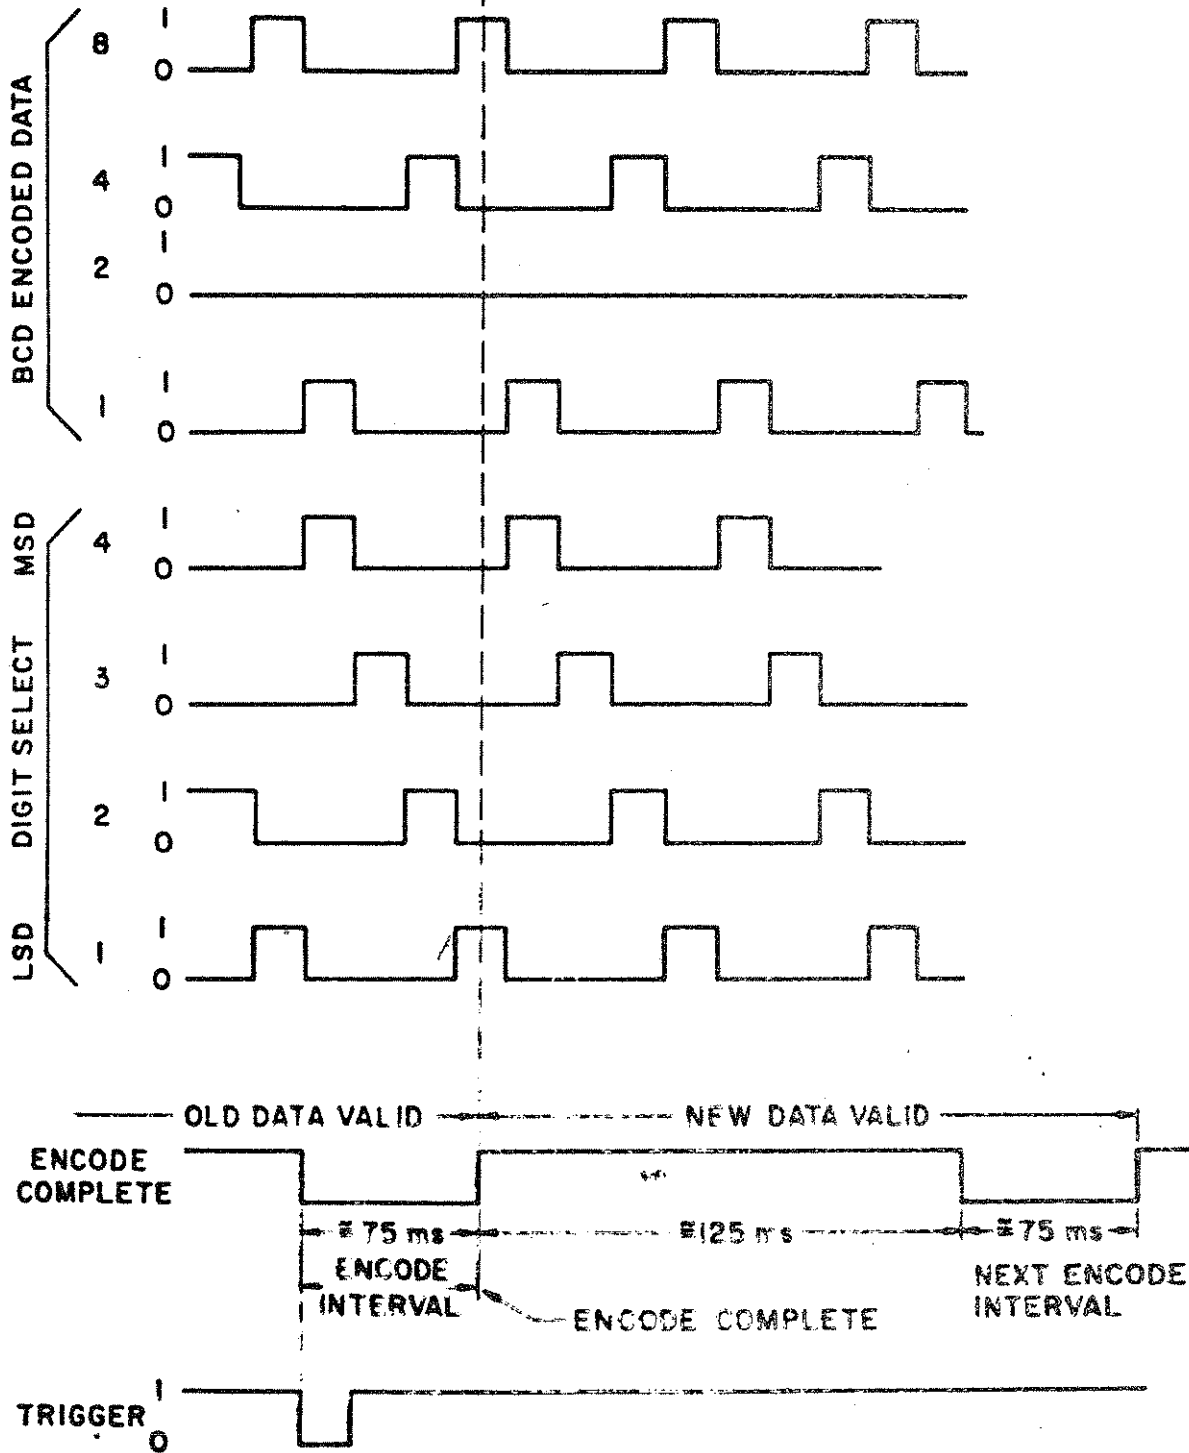 BCD ENCODED DATA
8
1
0
4
1
0
2
1
0
1
1
0
LSD DIGIT SELECT MSD
4
1
0
3
1
0
2
1
0
1
1
0
OLD DATA VALID
NEW DATA VALID
ENCODE
COMPLETE
≅ 75 ms
≅125 ms
≅75 ms
ENCODE
INTERVAL
NEXT ENCODE
INTERVAL
ENCODE COMPLETE
TRIGGER
1
0